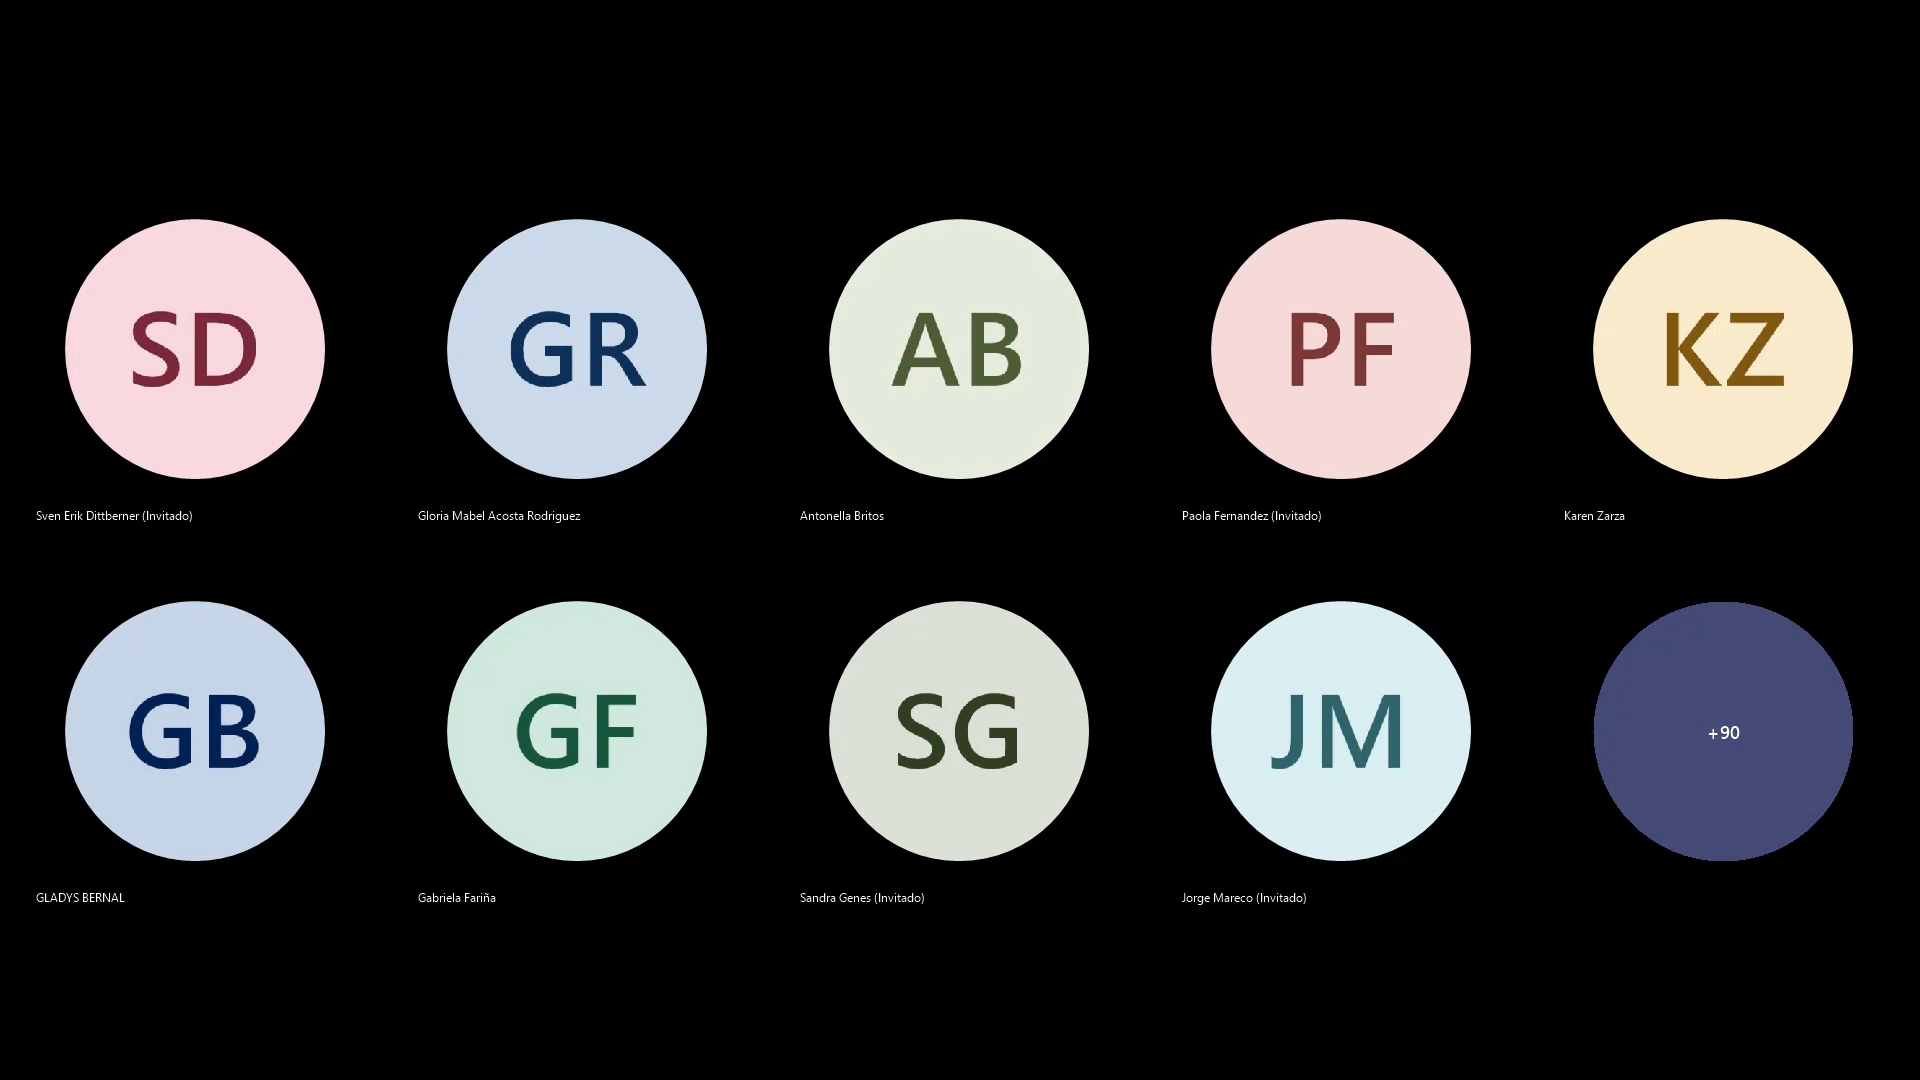 SD
GR
AB
PF
KZ
Sven Erik Dittberner (Invitado)
Gloria Mabel Acosta Rodriguez
Antonella Britos
Paola Fernandez (Invitado)
Karen Zarza
GB
GF
SG
JM
+90
GLADYS BERNAL
Gabriela Fariña
Sandra Genes (Invitado)
Jorge Mareco (Invitado)